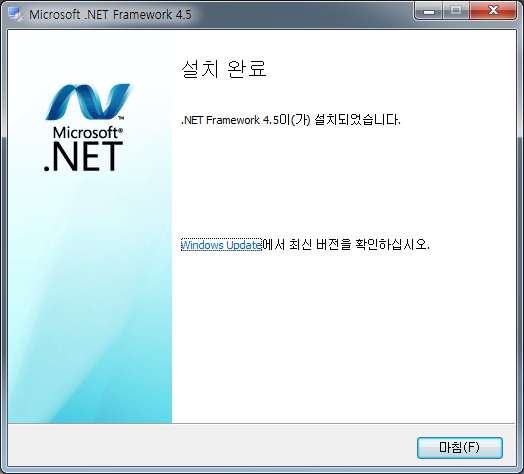 Microsoft .NET Framework 4.5
설치 완료
Microsoft®
.NET™
.NET Framework 4.5이(가) 설치되었습니다.
Windows Update에서 최신 버전을 확인하십시오.
마침(F)